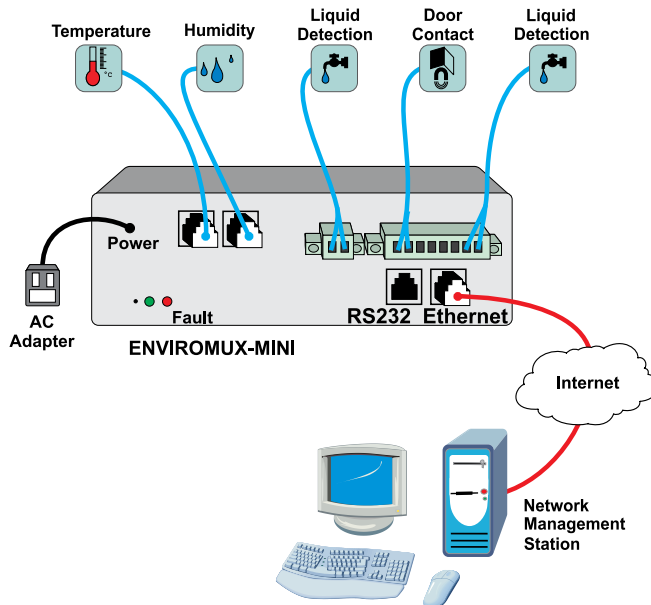 Temperature
Humidity
Liquid
Detection
Door
Contact
Liquid
Detection
°C
Power
AC
Adapter
Fault
RS232
Ethernet
ENVIROMUX-MINI
Internet
Network
Management
Station